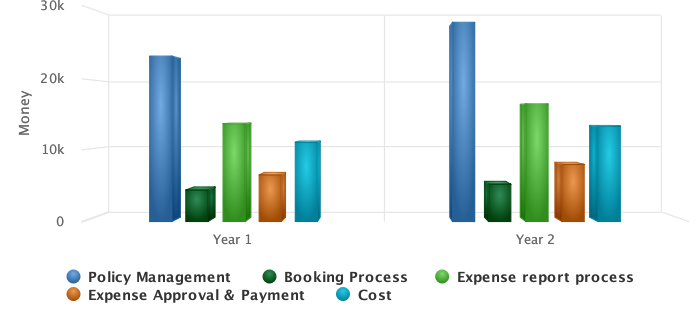 30k
20k
10k
0
Money
Year 1
Year 2
Policy Management
Booking Process
Expense report process
Expense Approval & Payment
Cost